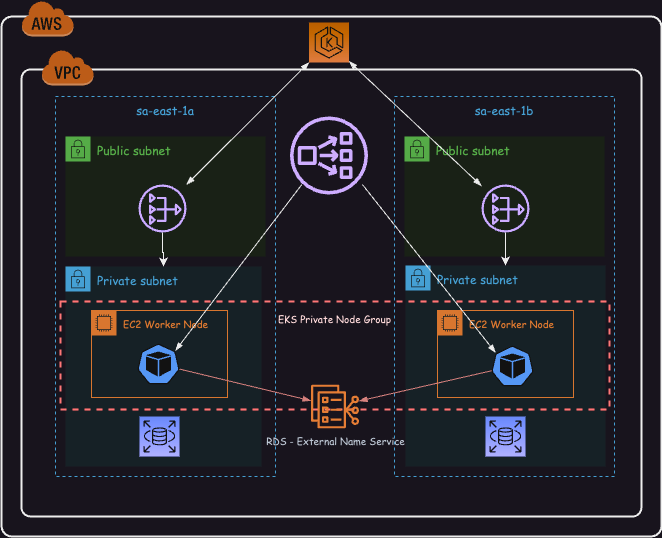 AWS
VPC
sa-east-1a
sa-east-1b
Public subnet
Public subnet
Private subnet
Private subnet
EC2 Worker Node
EKS Private Node Group
EC2 Worker Node
RDS - External Name Service